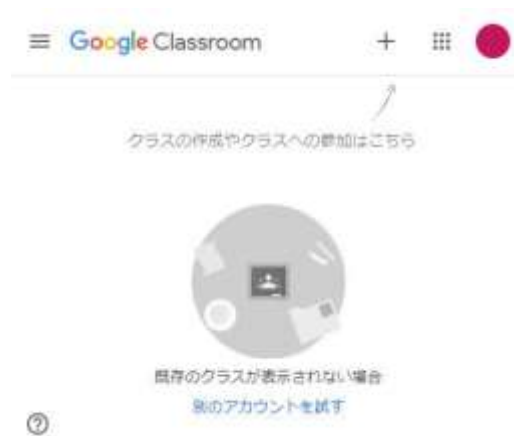 Google Classroom
クラスの作成やクラスへの参加はこちら
既存のクラスが表示されない場合
別のアカウントを試す